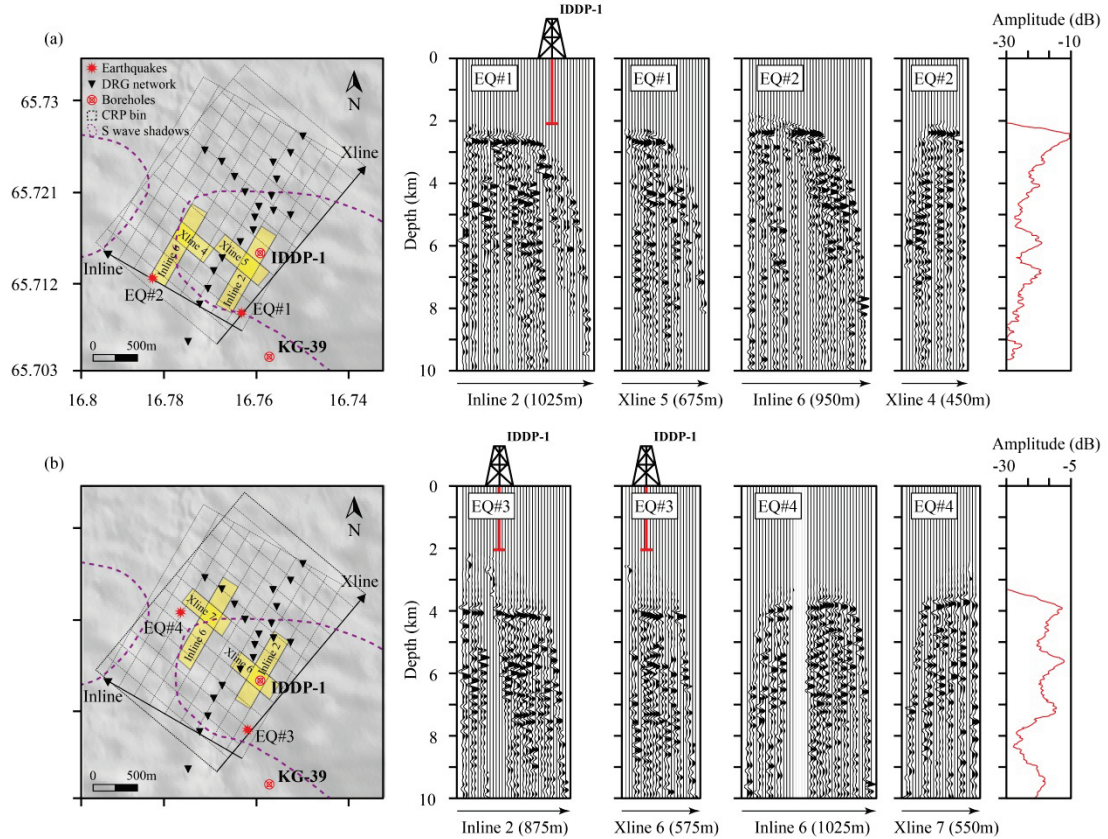 IDDP-1
Amplitude (dB)
(a)
-30 -10
Earthquakes
DRG network
Boreholes
CRP bin
S wave shadows
N
Xline
Inline
Inline 6
Xline 4
Xline 5
Inline 2
IDDP-1
EQ#2
EQ#1
KG-39
0 500m
65.73
65.721
65.712
65.703
16.8 16.78 16.76 16.74
Depth (km)
0
2
4
6
8
10
EQ#1
EQ#1
EQ#2
EQ#2
Inline 2 (1025m)
Xline 5 (675m)
Inline 6 (950m)
Xline 4 (450m)
(b)
IDDP-1
IDDP-1
Amplitude (dB)
-30 -5
N
Xline
Inline
Xline 7
Inline 6
Xline 6
Inline 2
EQ#4
IDDP-1
EQ#3
KG-39
0 500m
Depth (km)
0
2
4
6
8
10
EQ#3
EQ#3
EQ#4
EQ#4
Inline 2 (875m)
Xline 6 (575m)
Inline 6 (1025m)
Xline 7 (550m)